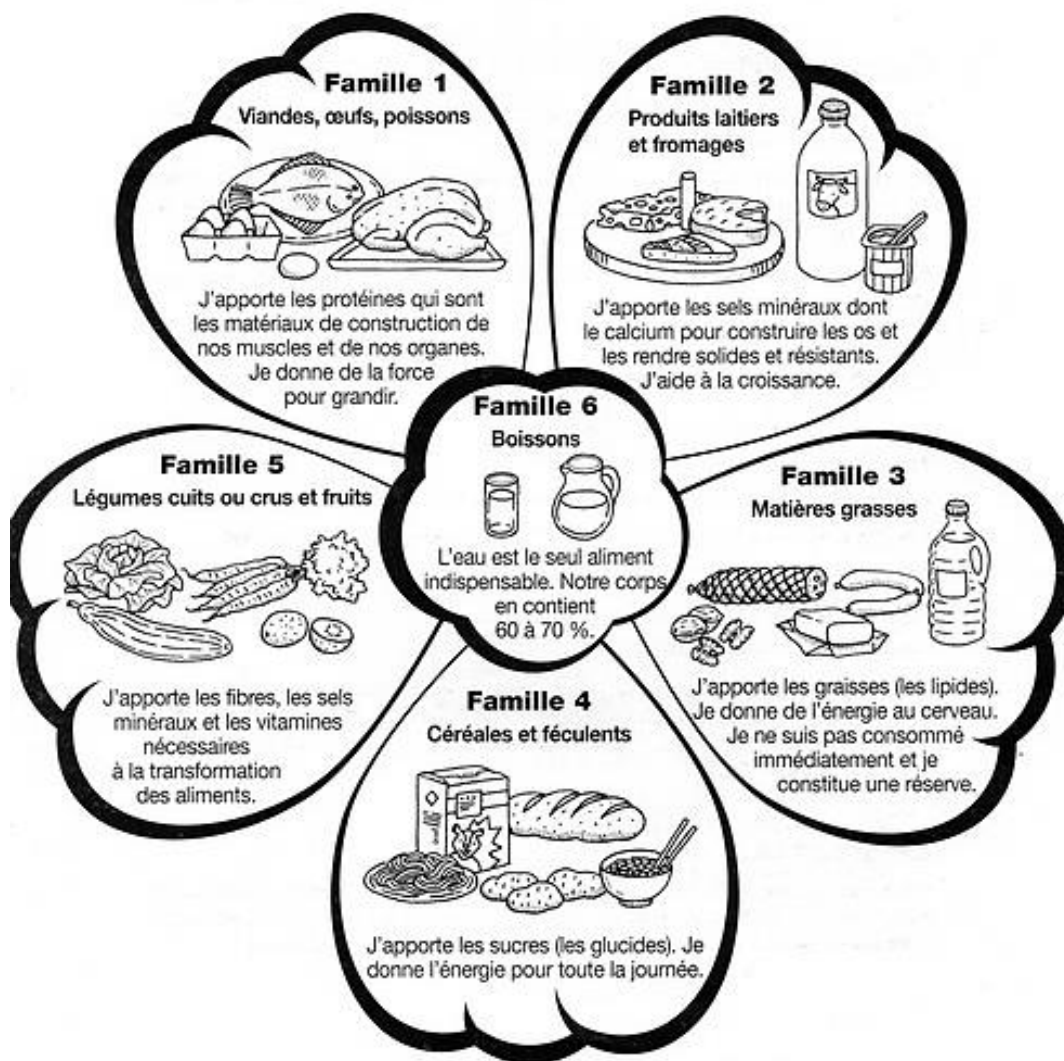 Famille 1
Viandes, œufs, poissons
J'apporte les protéines qui sont
les matériaux de construction de
nos muscles et de nos organes.
Je donne de la force
pour grandir.
Famille 2
Produits laitiers
et fromages
J'apporte les sels minéraux dont
le calcium pour construire les os et
les rendre solides et résistants.
J'aide à la croissance.
Famille 6
Boissons
L'eau est le seul aliment
indispensable. Notre corps
en contient
60 à 70 %.
Famille 5
Légumes cuits ou crus et fruits
J'apporte les fibres, les sels
minéraux et les vitamines
nécessaires
à la transformation
des aliments.
Famille 3
Matières grasses
J'apporte les graisses (les lipides).
Je donne de l'énergie au cerveau.
Je ne suis pas consommé
immédiatement et je
constitue une réserve.
Famille 4
Céréales et féculents
J'apporte les sucres (les glucides). Je
donne l'énergie pour toute la journée.